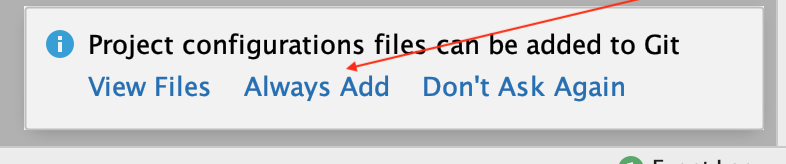 Project configurations files can be added to Git
View Files Always Add Don't Ask Again